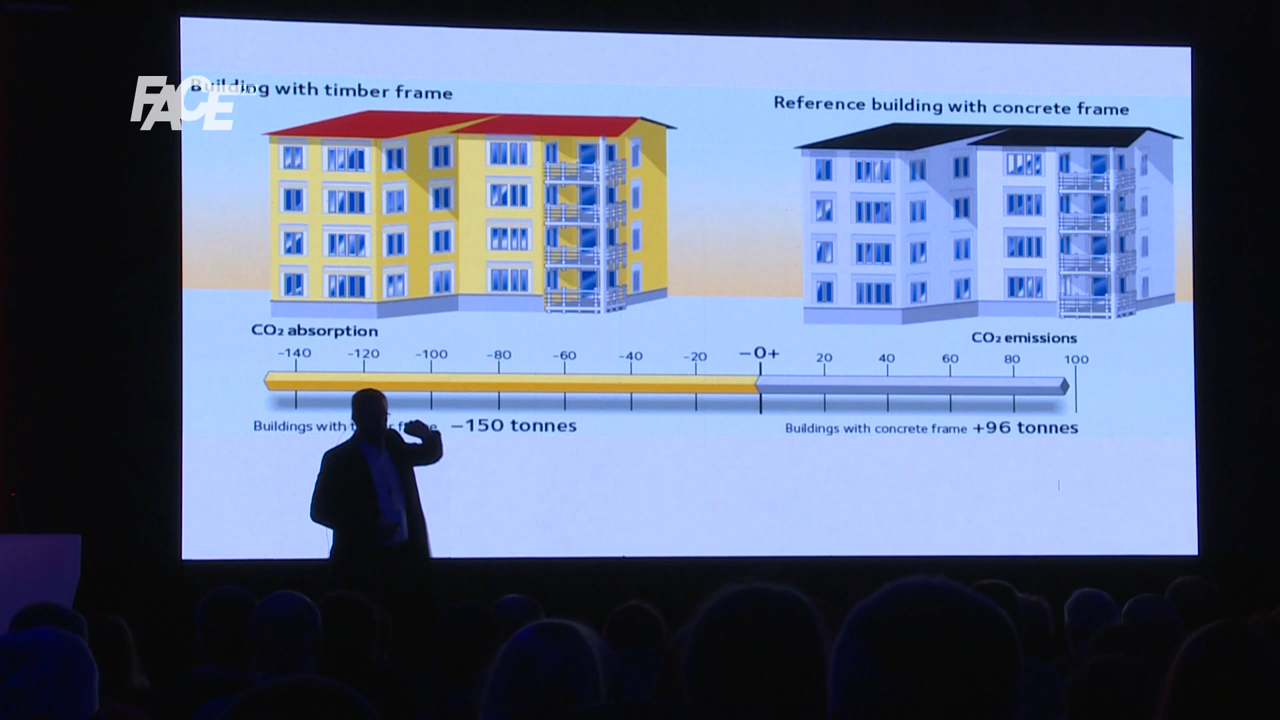 FACE
Building with timber frame
Reference building with concrete frame
CO₂ absorption
CO₂ emissions
-140 -120 -100 -80 -60 -40 -20 -0+ 20 40 60 80 100
Buildings with frame -150 tonnes
Buildings with concrete frame +96 tonnes